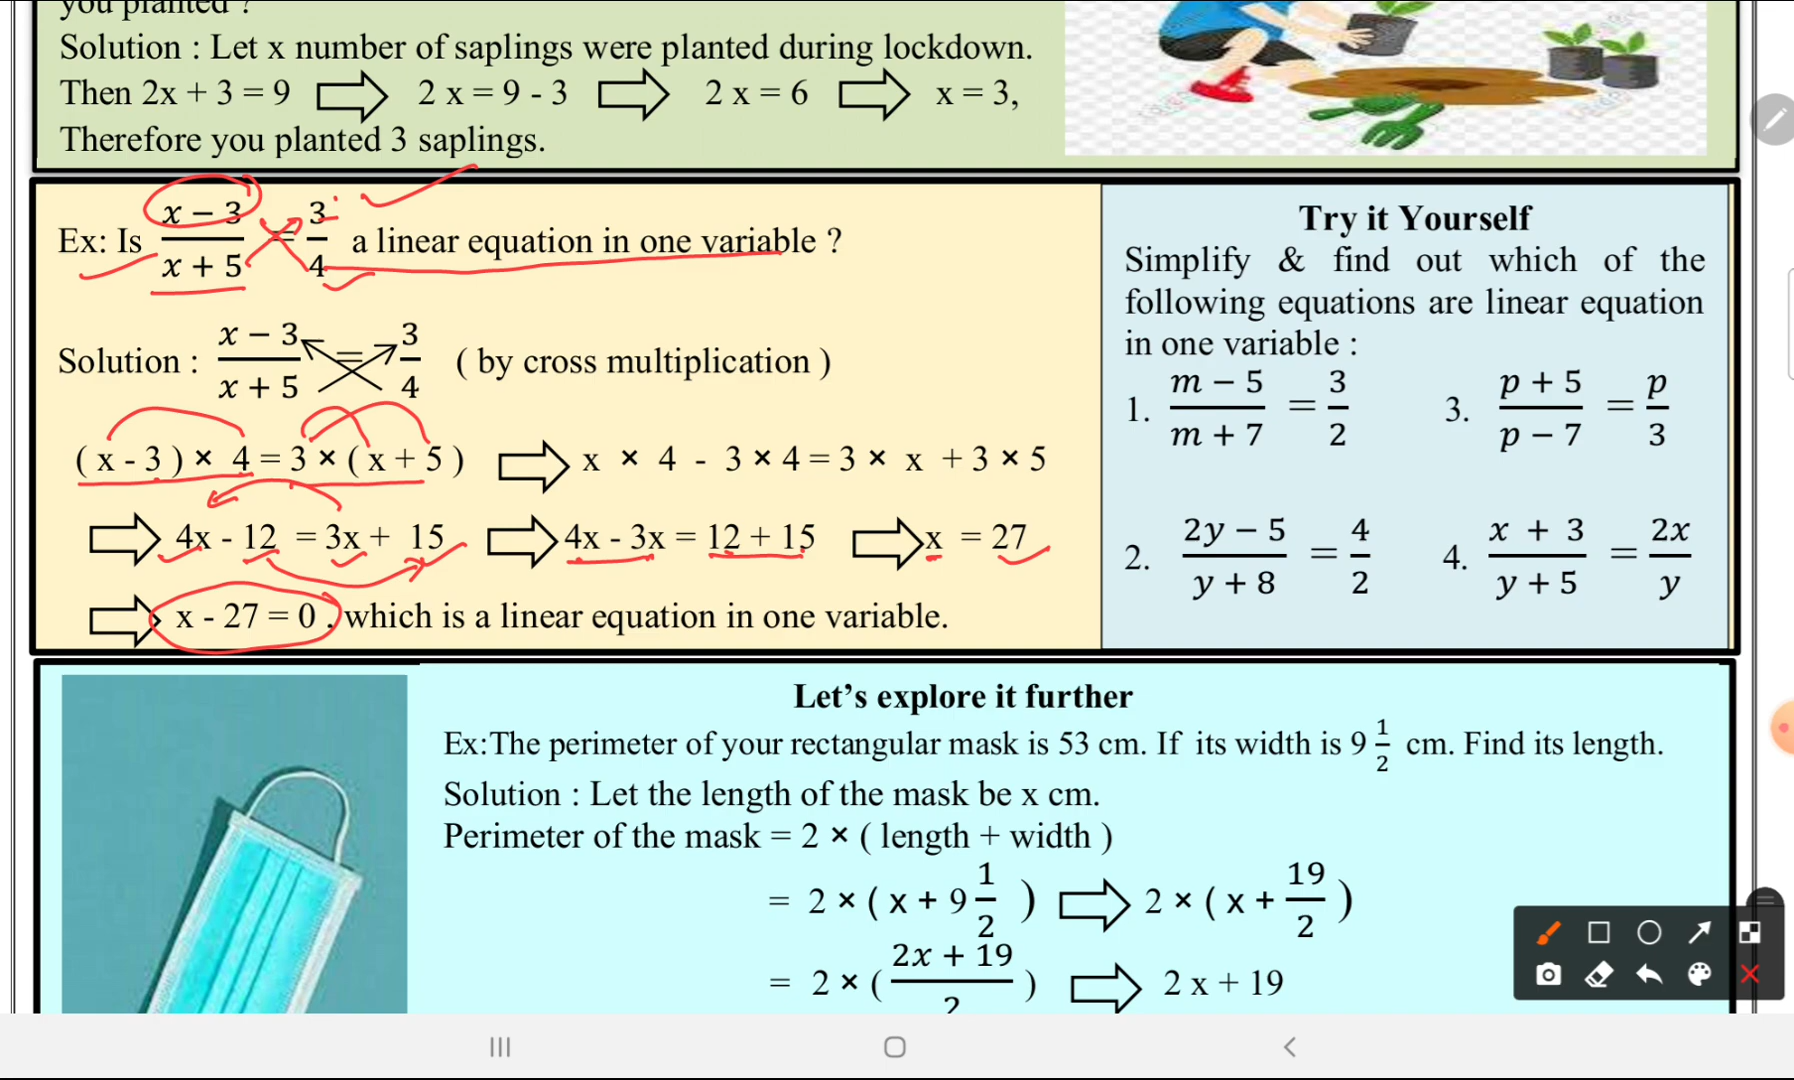 you planted ?
Solution : Let x number of saplings were planted during lockdown.
Then 2x + 3 = 9 ⇒ 2 x = 9 - 3 ⇒ 2 x = 6 ⇒ x = 3,
Therefore you planted 3 saplings.
Ex: Is (x − 3)/(x + 5) = 3/4 a linear equation in one variable ?
Solution : (x − 3)/(x + 5) = 3/4 ( by cross multiplication )
( x - 3 ) × 4 = 3 × ( x + 5 ) ⇒ x × 4 - 3 × 4 = 3 × x + 3 × 5
⇒ 4x - 12 = 3x + 15 ⇒ 4x - 3x = 12 + 15 ⇒ x = 27
⇒ x - 27 = 0 , which is a linear equation in one variable.
Try it Yourself
Simplify & find out which of the
following equations are linear equation
in one variable :
1. (m − 5)/(m + 7) = 3/2 3. (p + 5)/(p − 7) = p/3
2. (2y − 5)/(y + 8) = 4/2 4. (x + 3)/(y + 5) = 2x/y
Let’s explore it further
Ex:The perimeter of your rectangular mask is 53 cm. If its width is 9 1/2 cm. Find its length.
Solution : Let the length of the mask be x cm.
Perimeter of the mask = 2 × ( length + width )
= 2 × ( x + 9 1/2 ) ⇒ 2 × ( x + 19/2 )
= 2 × ( (2x + 19)/2 ) ⇒ 2 x + 19